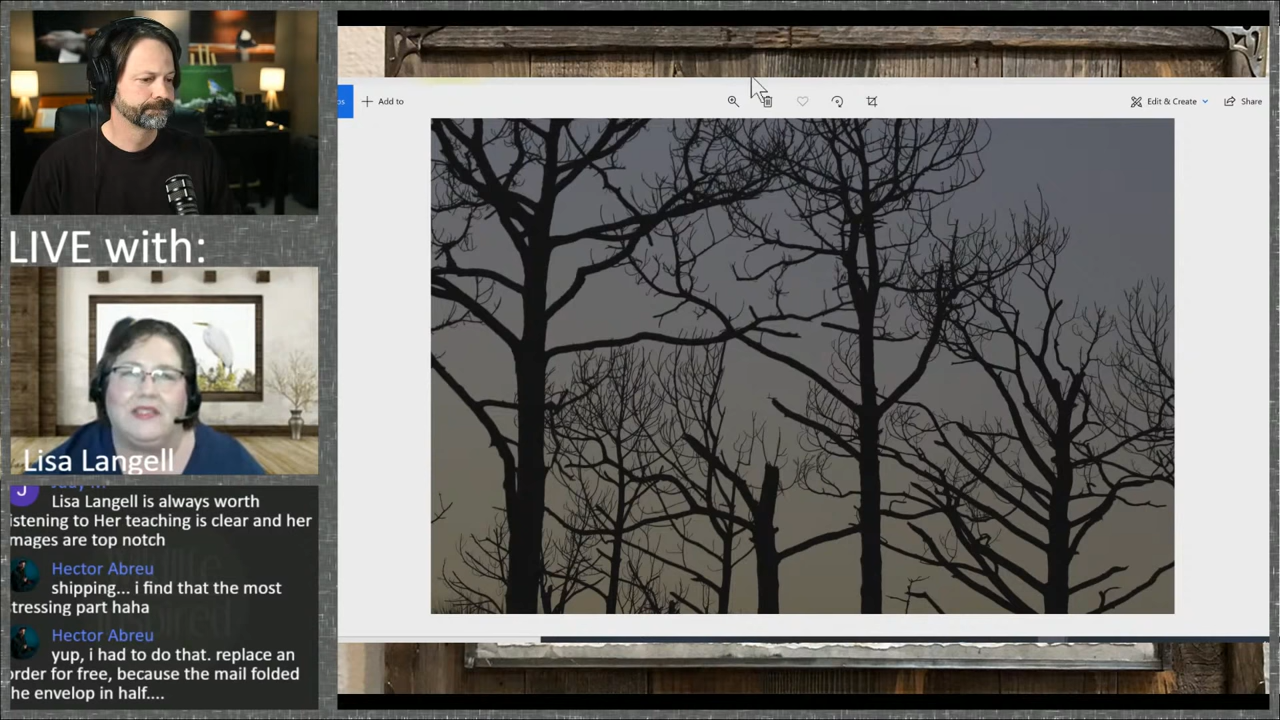 os
Add to
Edit & Create
Share
LIVE with:
Lisa Langell
J
Lisa Langell is always worth
istening to Her teaching is clear and her
mages are top notch
Hector Abreu
shipping... i find that the most
tressing part haha
Hector Abreu
yup, i had to do that. replace an
order for free, because the mail folded
he envelop in half....